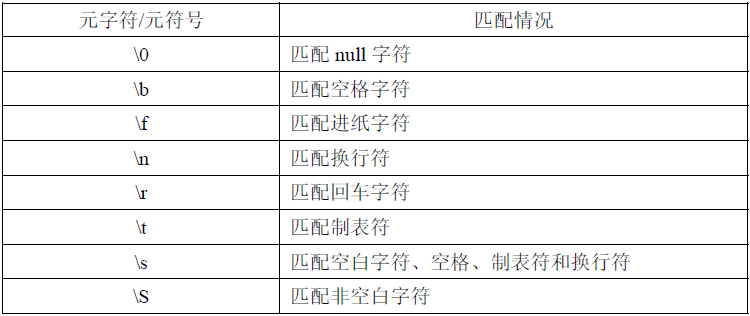 元字符/元符号 匹配情况
\0 匹配 null 字符
\b 匹配空格字符
\f 匹配进纸字符
\n 匹配换行符
\r 匹配回车字符
\t 匹配制表符
\s 匹配空白字符、空格、制表符和换行符
\S 匹配非空白字符